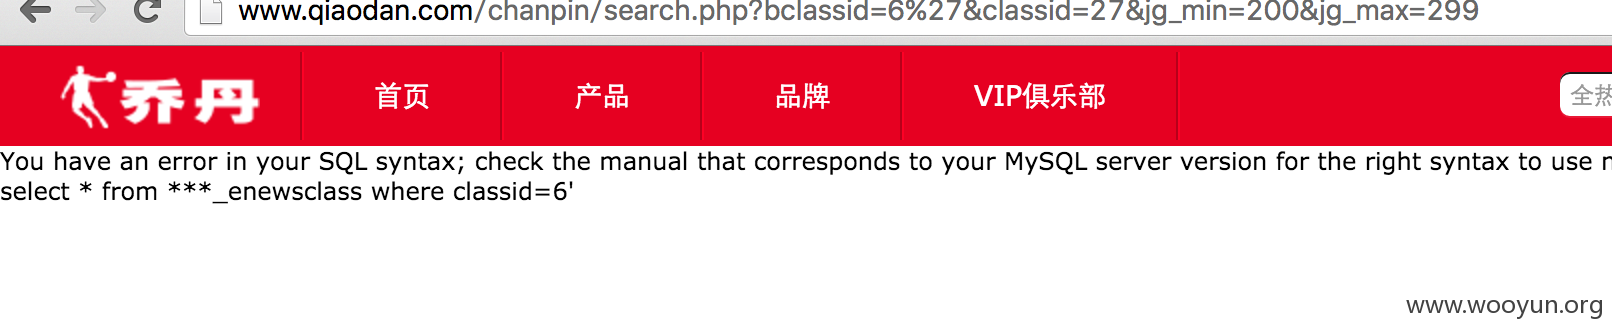 www.qiaodan.com/chanpin/search.php?bclassid=6%27&classid=27&jg_min=200&jg_max=299
乔丹 首页 产品 品牌 VIP俱乐部 全热
You have an error in your SQL syntax; check the manual that corresponds to your MySQL server version for the right syntax to use
select * from ***_enewsclass where classid=6'
www.wooyun.org